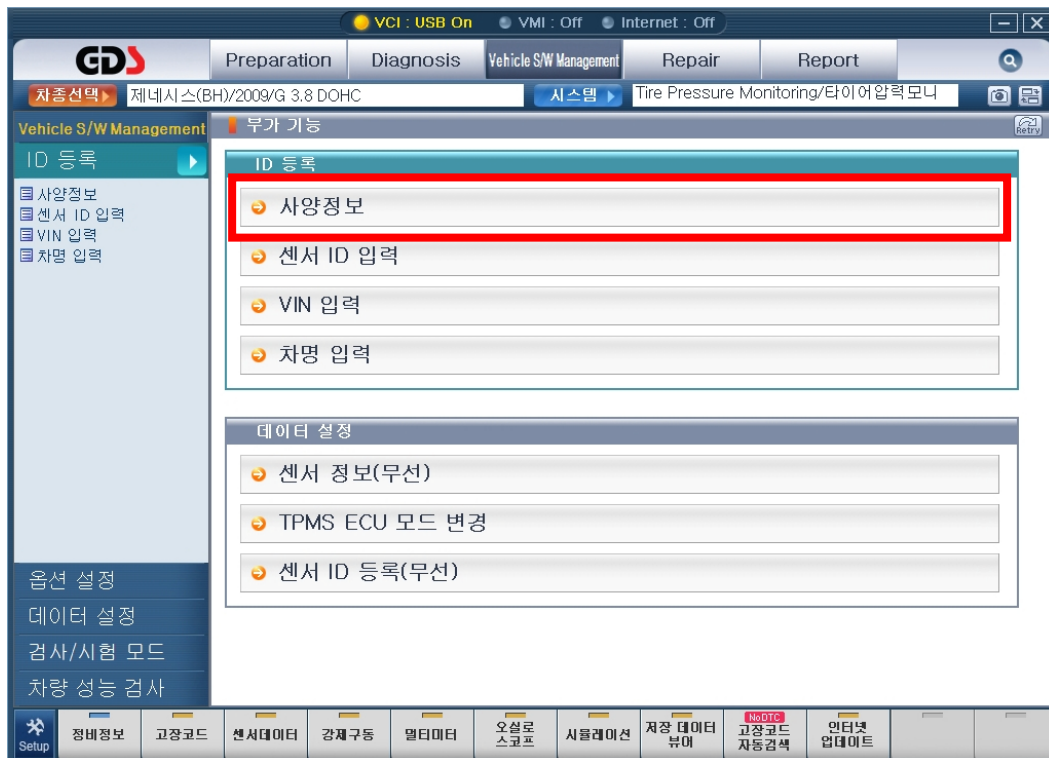 VCI : USB On VMI : Off Internet : Off
GDS Preparation Diagnosis Vehicle S/W Management Repair Report
차종선택 제네시스(BH)/2009/G 3.8 DOHC 시스템 Tire Pressure Monitoring/타이어압력모니
Vehicle S/W Management
부가 기능
Retry
ID 등록
사양정보
센서 ID 입력
VIN 입력
차명 입력
옵션 설정
데이터 설정
검사/시험 모드
차량 성능 검사
ID 등록
사양정보
센서 ID 입력
VIN 입력
차명 입력
데이터 설정
센서 정보(무선)
TPMS ECU 모드 변경
센서 ID 등록(무선)
Setup
정비정보
고장코드
센서데이터
강제구동
멀티미터
오실로
스코프
시뮬레이션
저장 데이터
뷰어
NoDTC
고장코드
자동검색
인터넷
업데이트